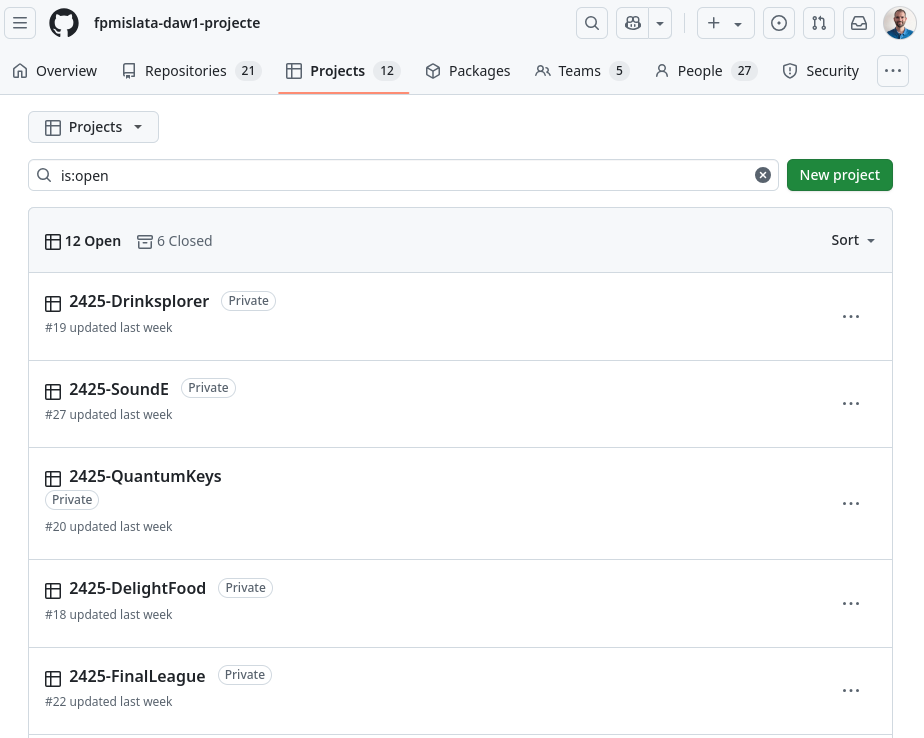 fpmislata-daw1-projecte
Overview Repositories 21 Projects 12 Packages Teams 5 People 27 Security
Projects
is:open New project
12 Open 6 Closed Sort
2425-Drinksplorer Private
#19 updated last week
2425-SoundE Private
#27 updated last week
2425-QuantumKeys
Private
#20 updated last week
2425-DelightFood Private
#18 updated last week
2425-FinalLeague Private
#22 updated last week